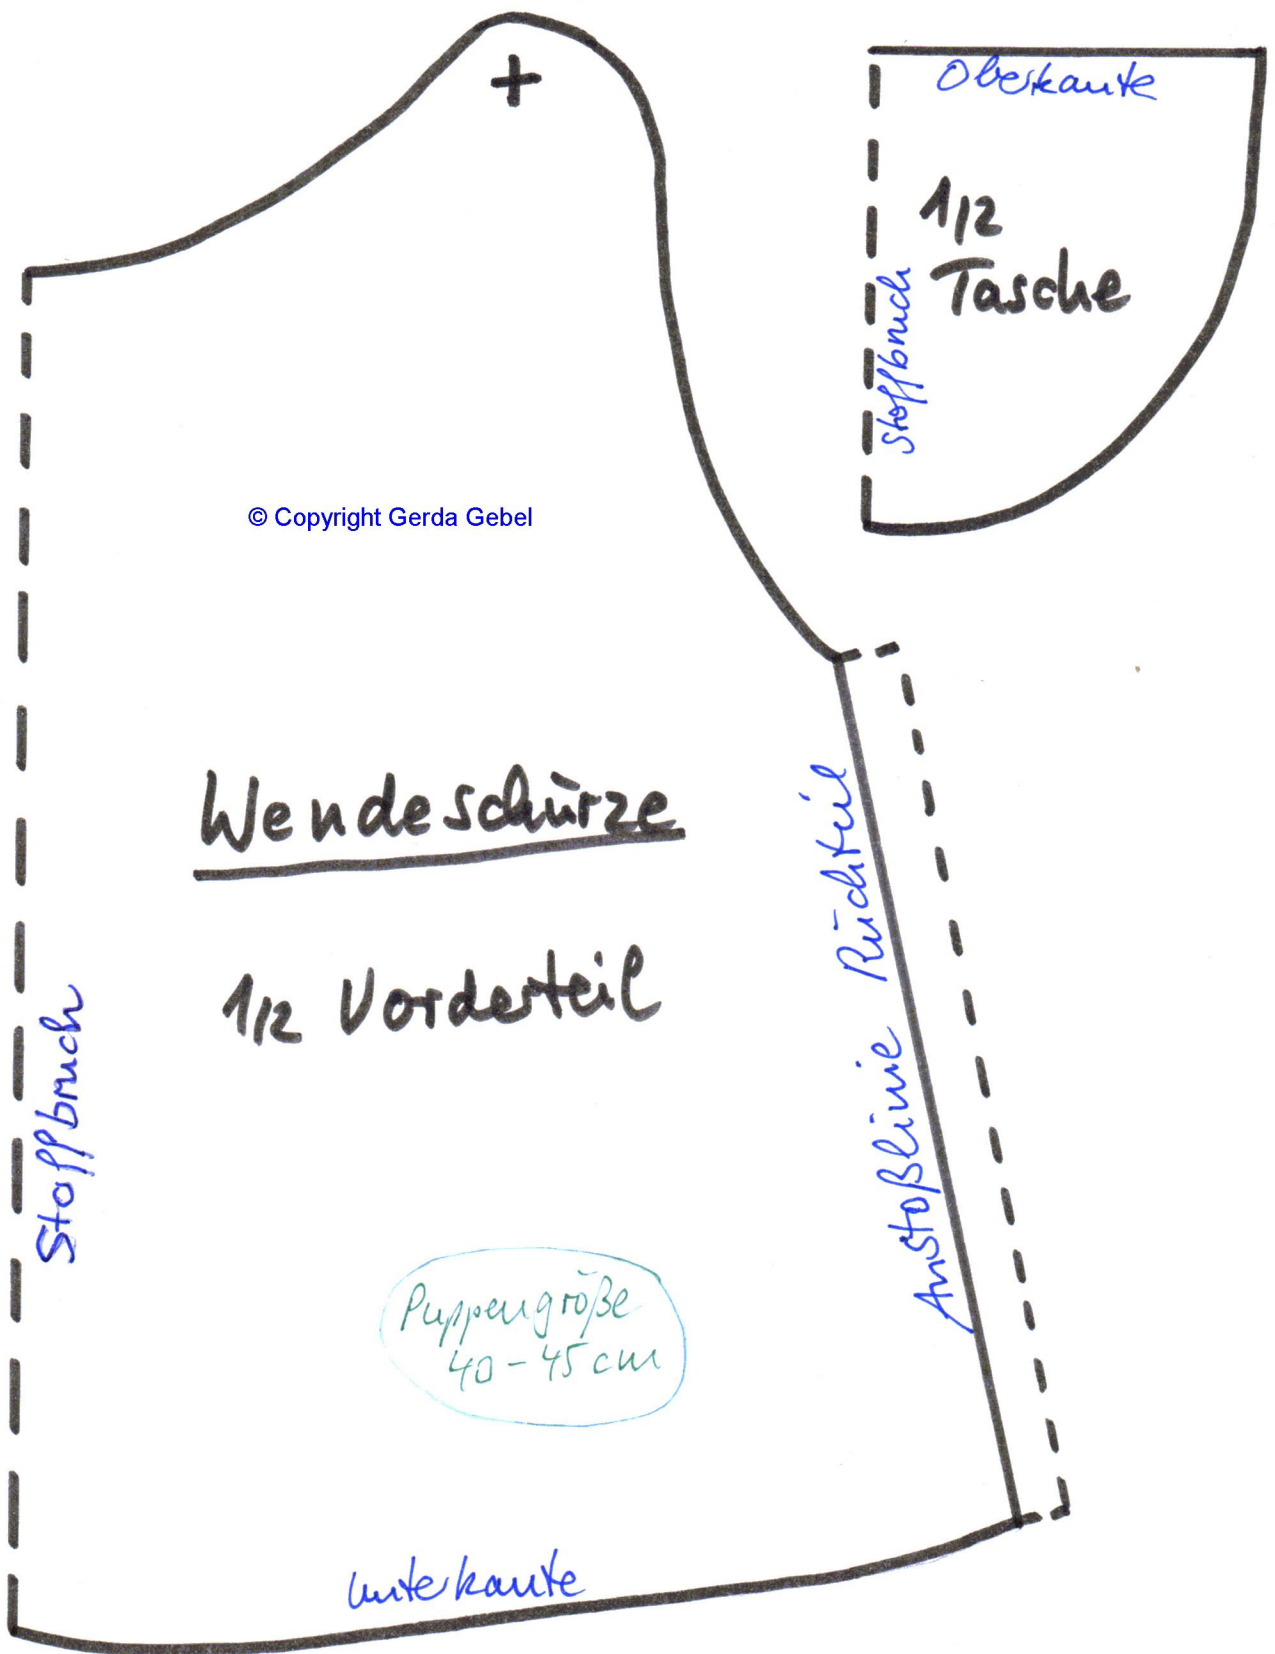 Oberkante
1/2
Tasche
Stoffbruch
© Copyright Gerda Gebel
Wendeschürze
1/2 Vorderteil
Anstoßlinie Rückteil
Stoffbruch
Puppengröße
40-45 cm
Unterkante